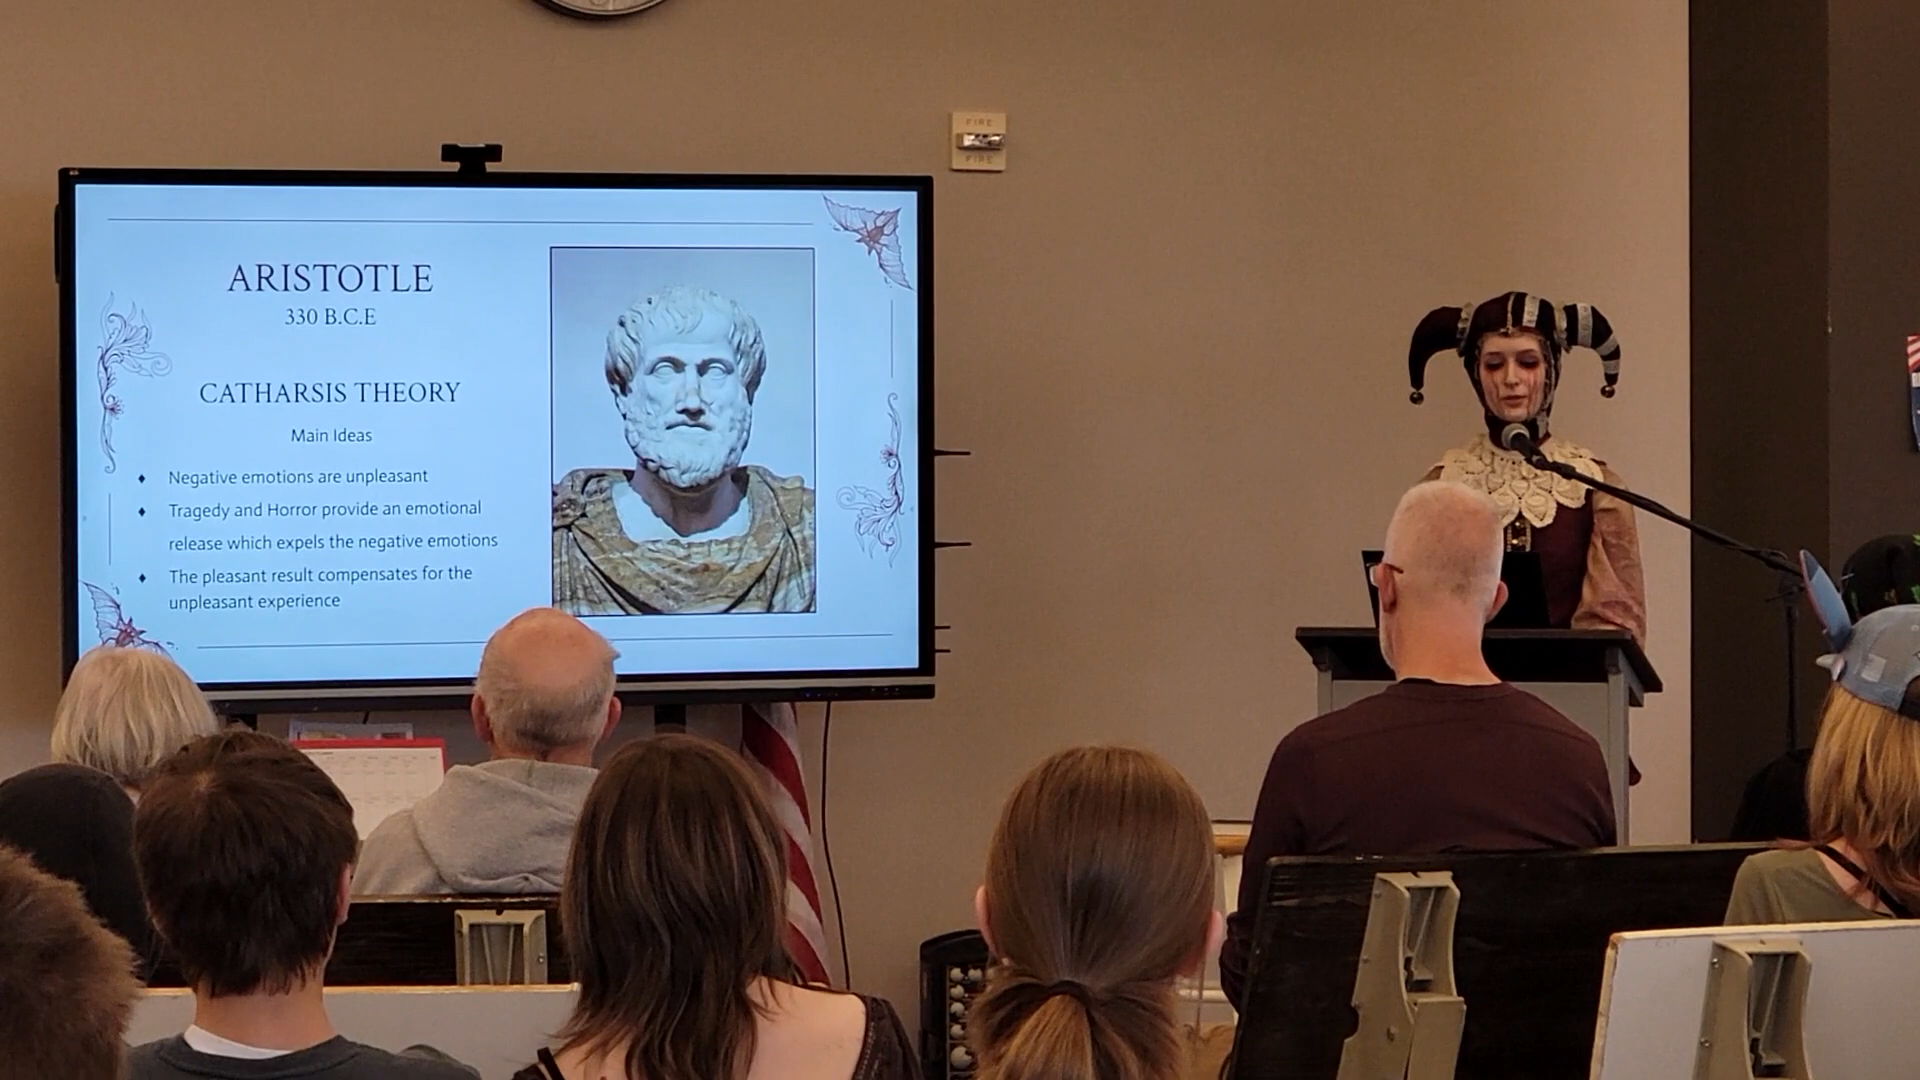 ARISTOTLE
330 B.C.E
CATHARSIS THEORY
Main Ideas
♦ Negative emotions are unpleasant
♦ Tragedy and Horror provide an emotional
release which expels the negative emotions
♦ The pleasant result compensates for the
unpleasant experience
FIRE
FIRE